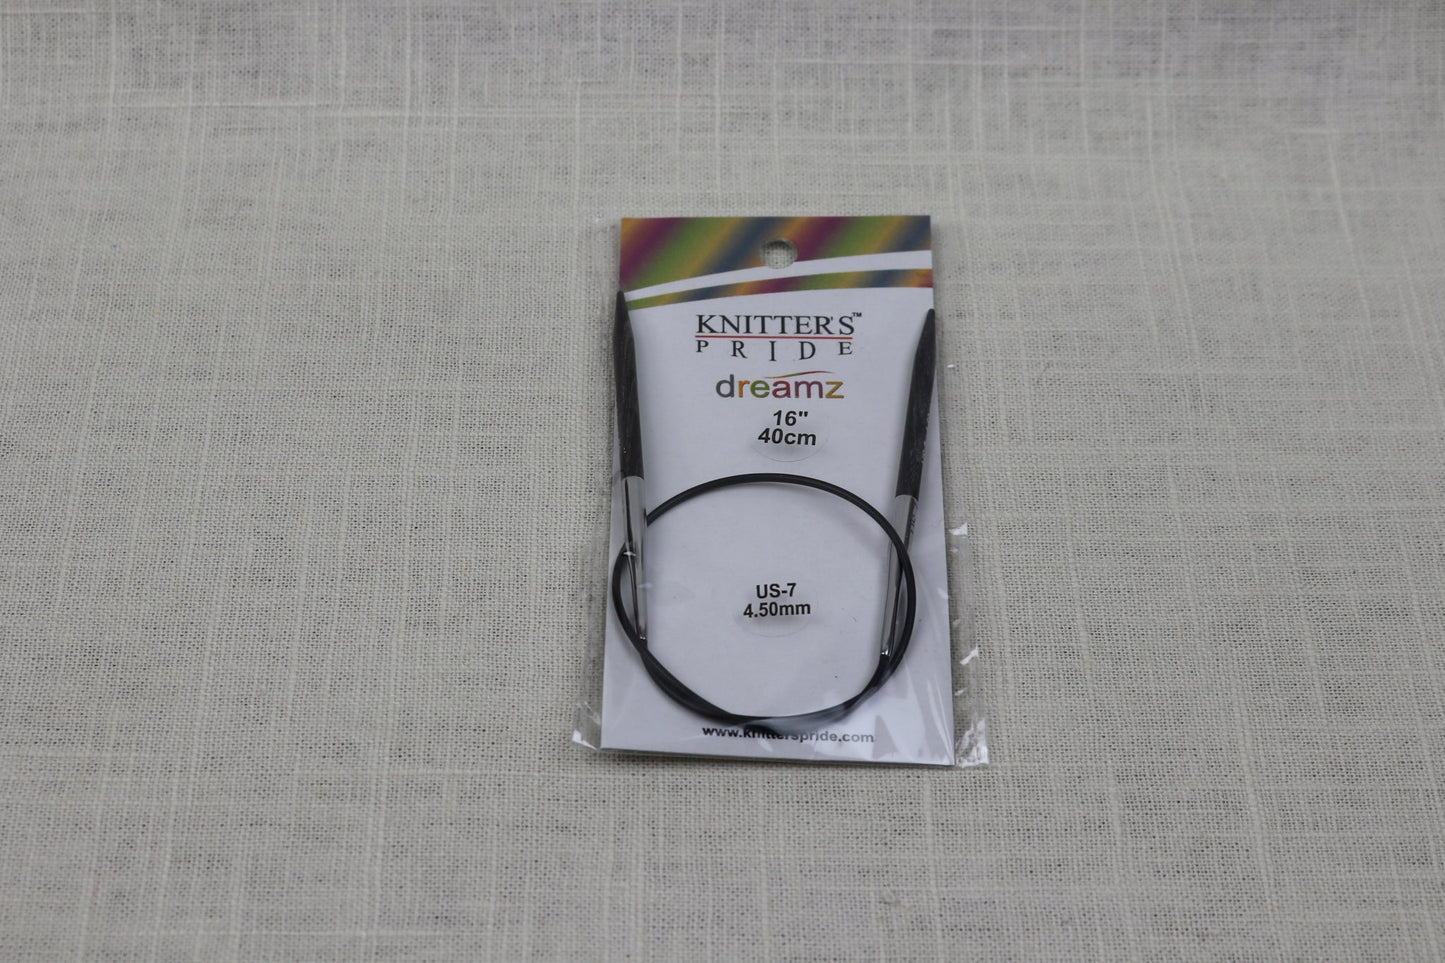 KNITTER'S™
PRIDE
dreamz
16"
40cm
US-7
4.50mm
www.knitterspride.com